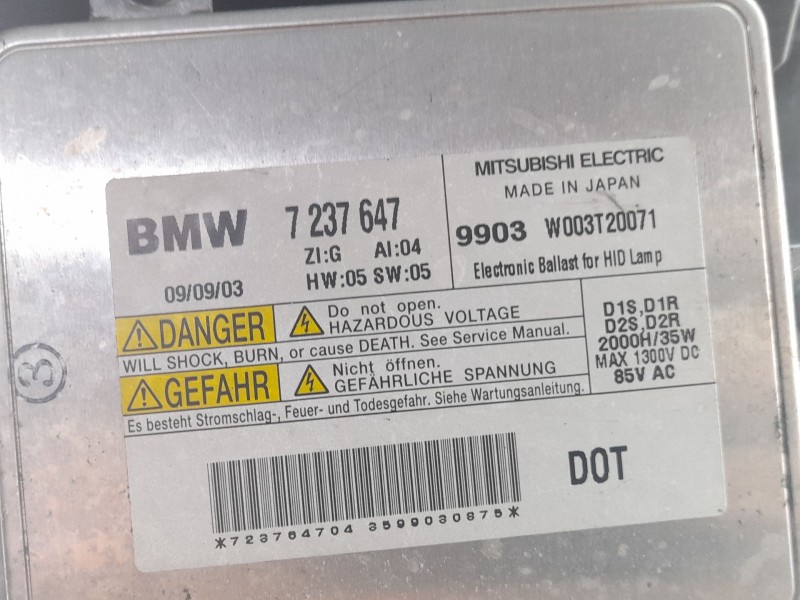 BMW 7 237 647
ZI:G AI:04
HW:05 SW:05
09/09/03
MITSUBISHI ELECTRIC
MADE IN JAPAN
9903 W003T20071
Electronic Ballast for HID Lamp
DANGER Do not open.
HAZARDOUS VOLTAGE
WILL SHOCK, BURN, or cause DEATH. See Service Manual.
GEFAHR Nicht öffnen.
GEFÄHRLICHE SPANNUNG
Es besteht Stromschlag-, Feuer- und Todesgefahr. Siehe Wartungsanleitung.
D1S,D1R
D2S,D2R
2000H/35W
MAX 1300V DC
85V AC
DOT
*723764704 3599030875*
3